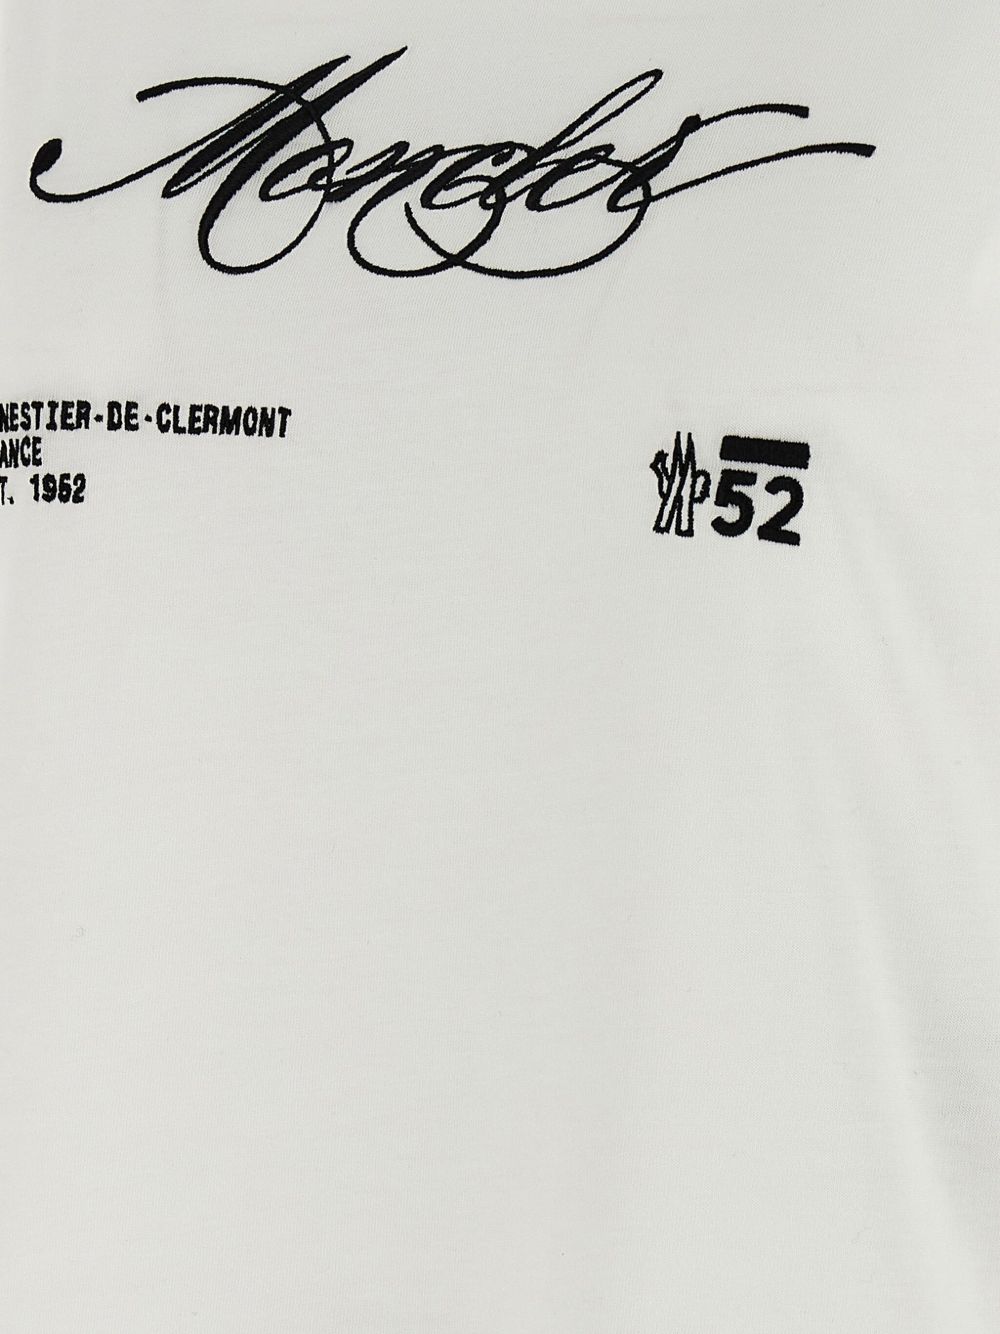 Moncler
NESTIER-DE-CLERMONT
ANCE
T. 1952
52